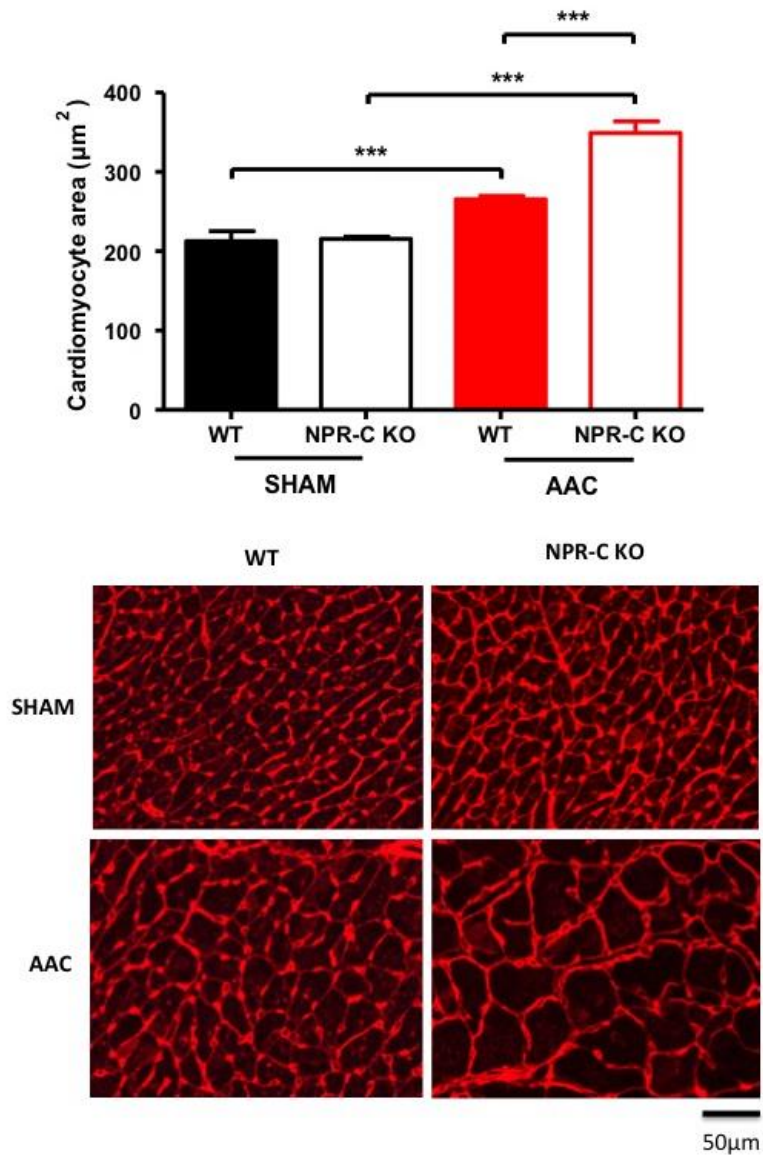 ***
***
***
Cardiomyocyte area (µm²)
400
300
200
100
0
WT NPR-C KO WT NPR-C KO
SHAM AAC
WT NPR-C KO
SHAM
AAC
50µm